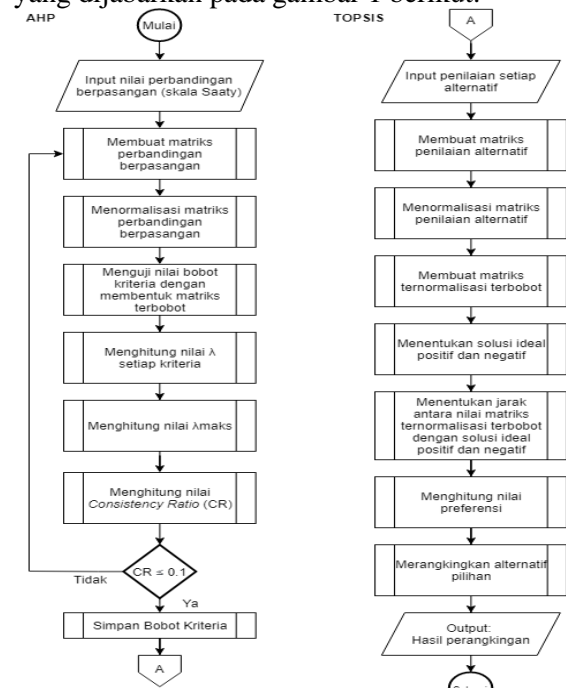 yang dijabarkan pada gambar 1 berikut.
AHP
Mulai
Input nilai perbandingan
berpasangan (skala Saaty)
Membuat matriks
perbandingan
berpasangan
Menormalisasi matriks
perbandingan
berpasangan
Menguji nilai bobot
kriteria dengan
membentuk matriks
terbobot
Menghitung nilai λ
setiap kriteria
Menghitung nilai λmaks
Menghitung nilai
Consistency Ratio (CR)
CR ≤ 0.1
Tidak
Ya
Simpan Bobot Kriteria
A
TOPSIS
A
Input penilaian setiap
alternatif
Membuat matriks
penilaian alternatif
Menormalisasi matriks
penilaian alternatif
Membuat matriks
ternormalisasi terbobot
Menentukan solusi ideal
positif dan negatif
Menentukan jarak
antara nilai matriks
ternormalisasi terbobot
dengan solusi ideal
positif dan negatif
Menghitung nilai
preferensi
Merangkingkan alternatif
pilihan
Output:
Hasil perangkingan